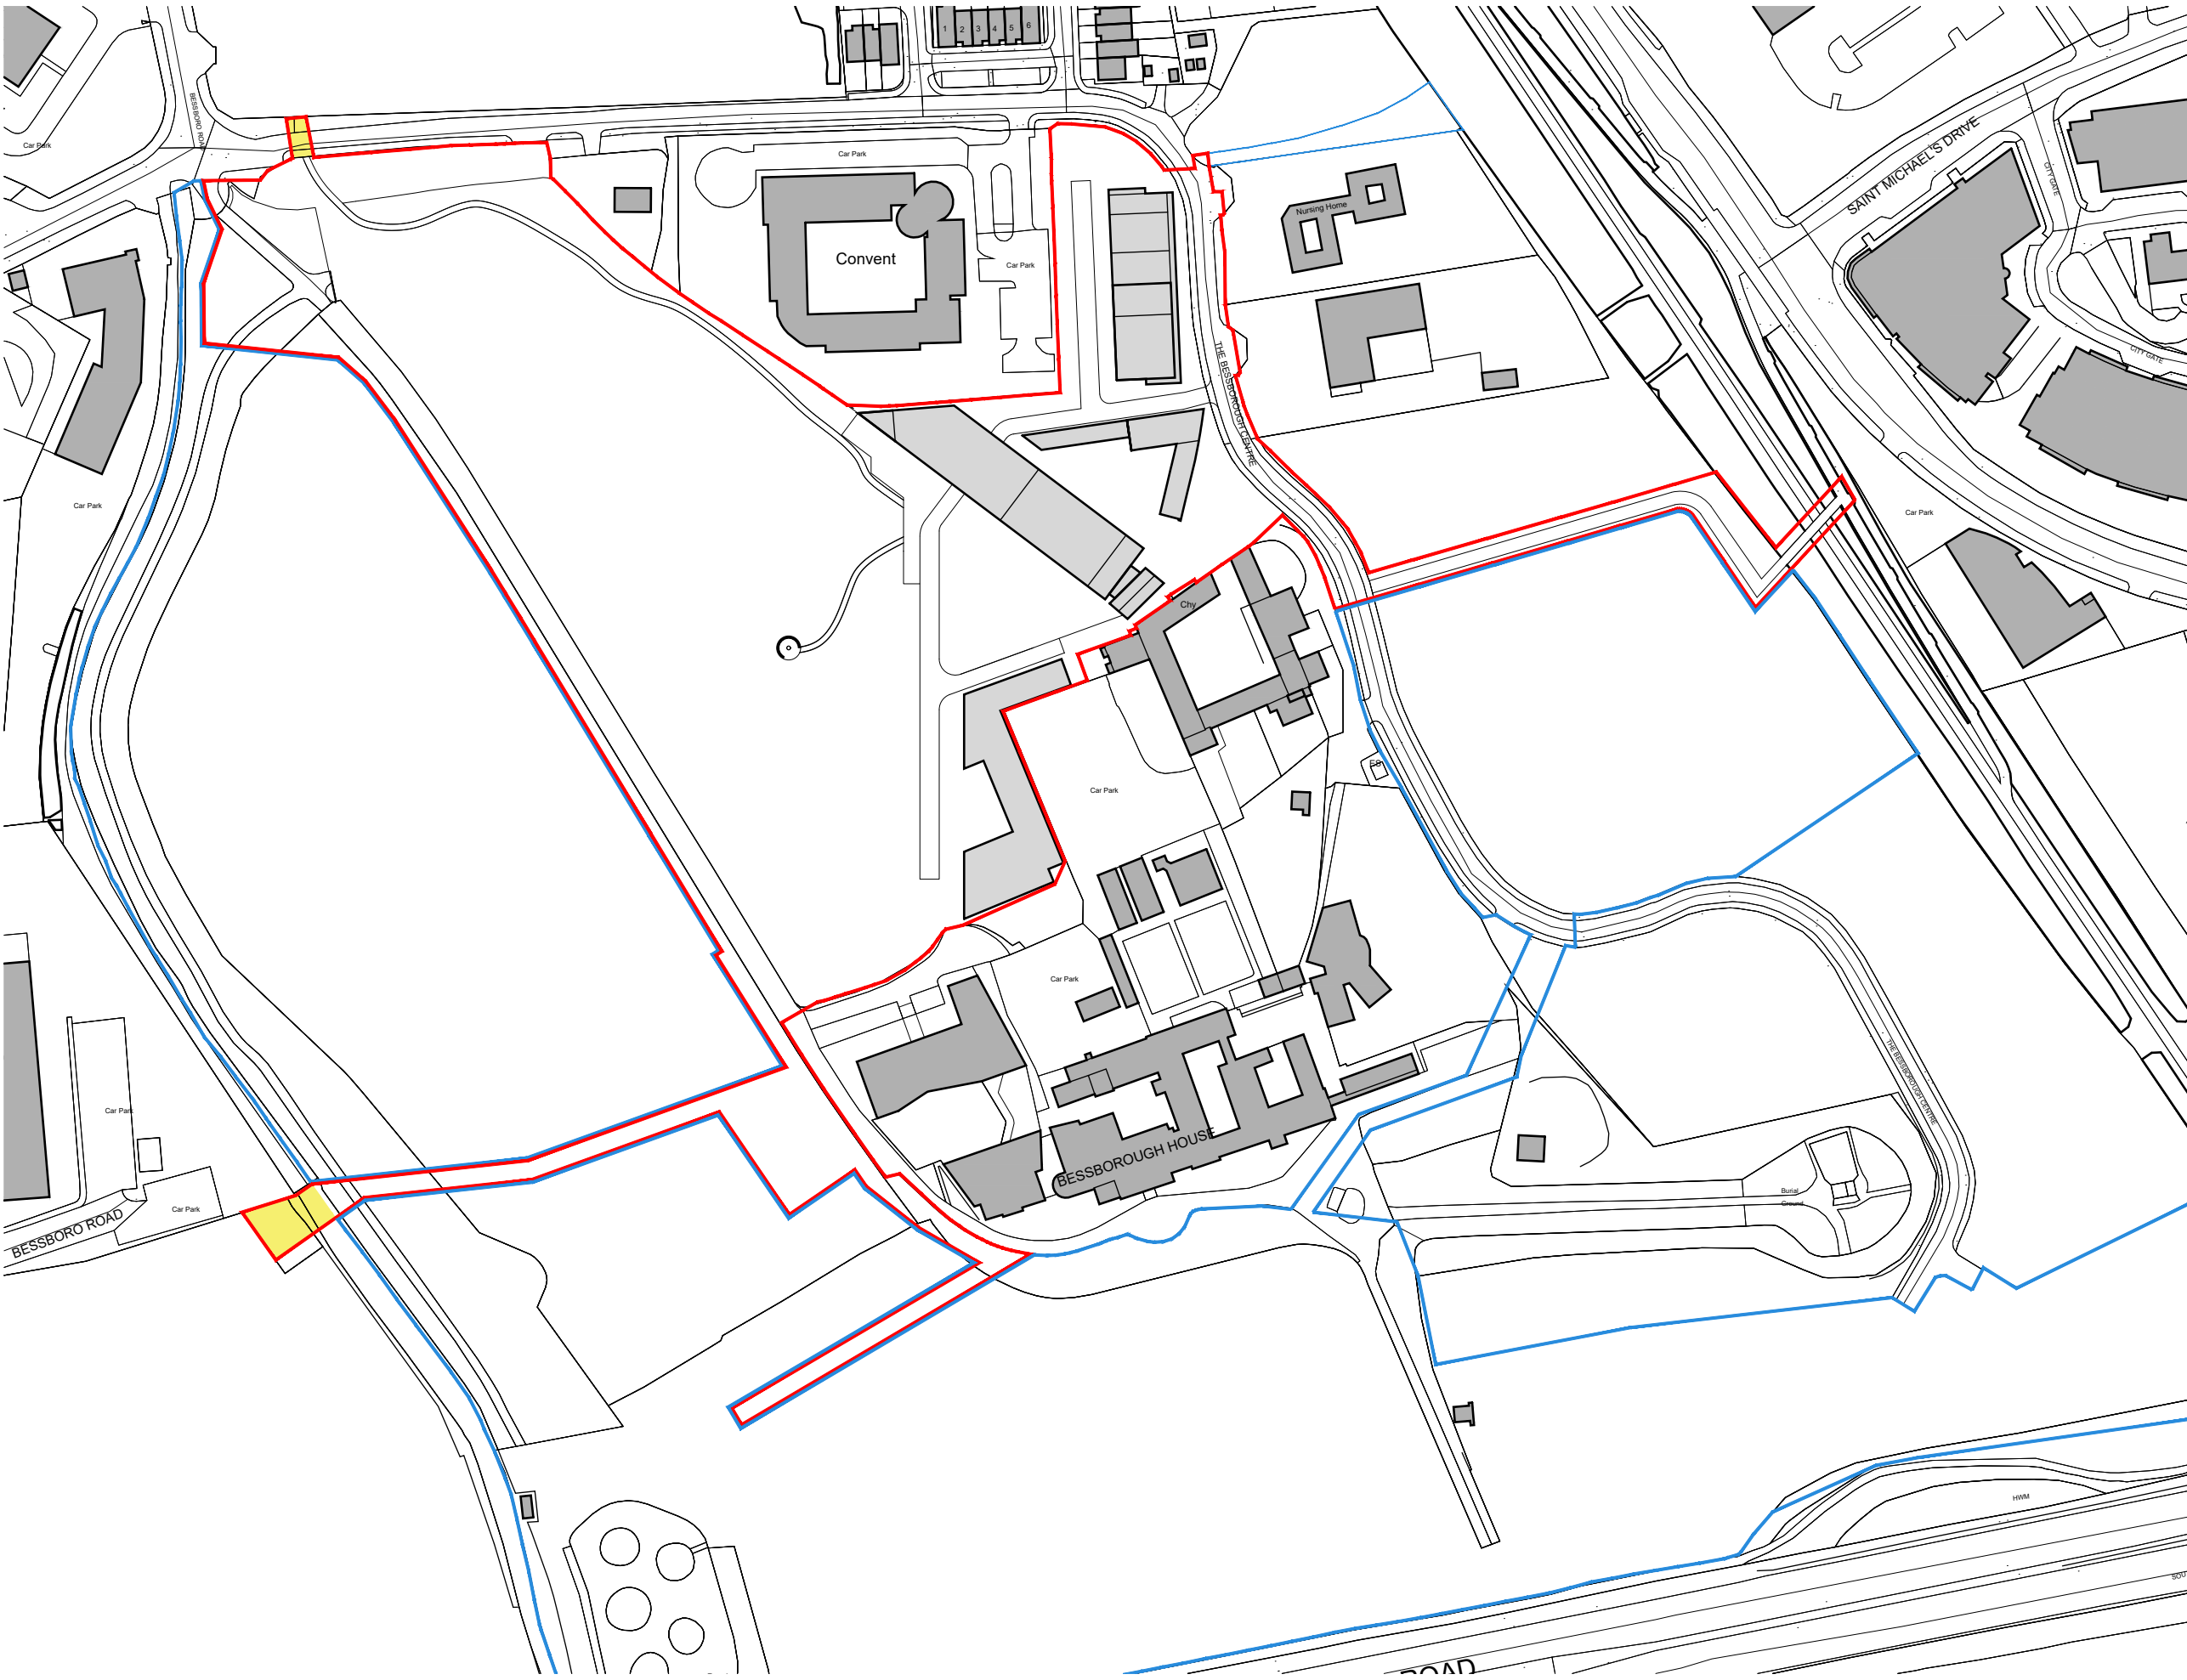 1 2 3 4 5 6
BESSBORO ROAD
Car Park
Car Park
SAINT MICHAEL'S DRIVE
CITY GATE
Nursing Home
Convent
Car Park
CITY GATE
THE BESSBOROUGH CENTRE
Car Park
Car Park
Chy
ES
Car Park
Car Park
THE BESSBOROUGH CENTRE
Car Park
BESSBOROUGH HOUSE
Burial
Ground
Car Park
BESSBORO ROAD
HWM
SOU
ROAD